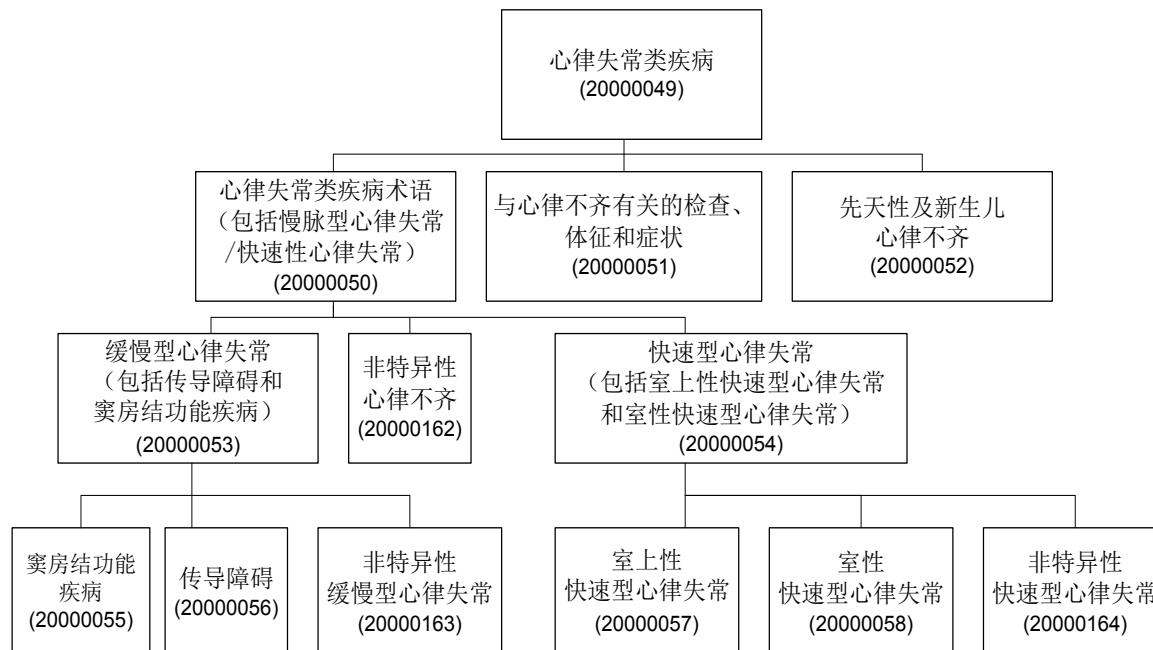 心律失常类疾病
(20000049)
心律失常类疾病术语
（包括慢脉型心律失常
/快速性心律失常）
(20000050)
与心律不齐有关的检查、
体征和症状
(20000051)
先天性及新生儿
心律不齐
(20000052)
缓慢型心律失常
（包括传导障碍和
窦房结功能疾病）
(20000053)
非特异性
心律不齐
(20000162)
快速型心律失常
（包括室上性快速型心律失常
和室性快速型心律失常）
(20000054)
窦房结功能
疾病
(20000055)
传导障碍
(20000056)
非特异性
缓慢型心律失常
(20000163)
室上性
快速型心律失常
(20000057)
室性
快速型心律失常
(20000058)
非特异性
快速型心律失常
(20000164)